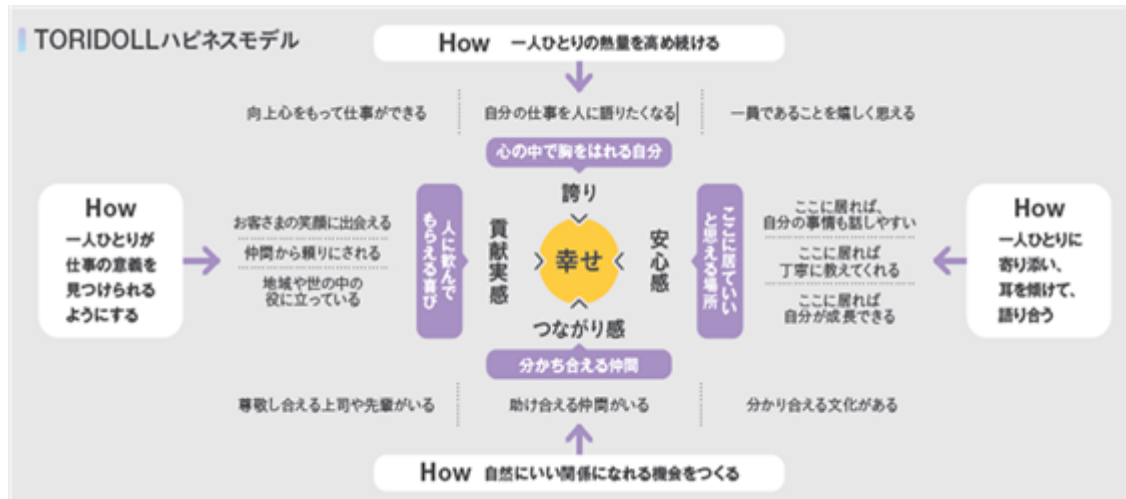 TORIDOLLハピネスモデル
How 一人ひとりの熱量を高め続ける
向上心をもって仕事ができる
自分の仕事を人に語りたくなる
一員であることを嬉しく思える
心の中で胸をはれる自分
誇り
How
一人ひとりが
仕事の意義を
見つけられる
ようにする
お客さまの笑顔に出会える
仲間から頼りにされる
地域や世の中の
役に立っている
人に歓んで
もらえる喜び
貢献実感
幸せ
安心感
ここに居ていい
と思える場所
ここに居れば、
自分の事情も話しやすい
ここに居れば
丁寧に教えてくれる
ここに居れば
自分が成長できる
How
一人ひとりに
寄り添い、
耳を傾けて、
語り合う
つながり感
分かち合える仲間
尊敬し合える上司や先輩がいる
助け合える仲間がいる
分かり合える文化がある
How 自然にいい関係になれる機会をつくる